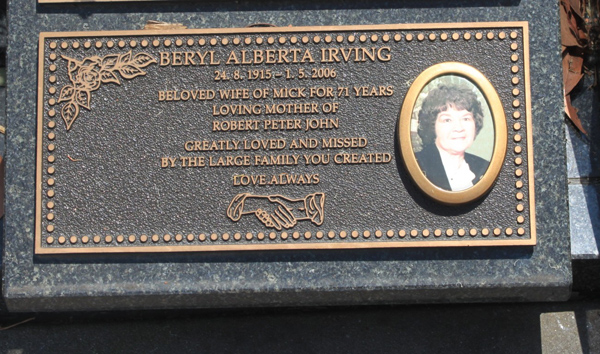 BERYL ALBERTA IRVING
24. 8. 1915 - 1. 5. 2006
BELOVED WIFE OF MICK FOR 71 YEARS
LOVING MOTHER OF
ROBERT PETER JOHN
GREATLY LOVED AND MISSED
BY THE LARGE FAMILY YOU CREATED
LOVE ALWAYS